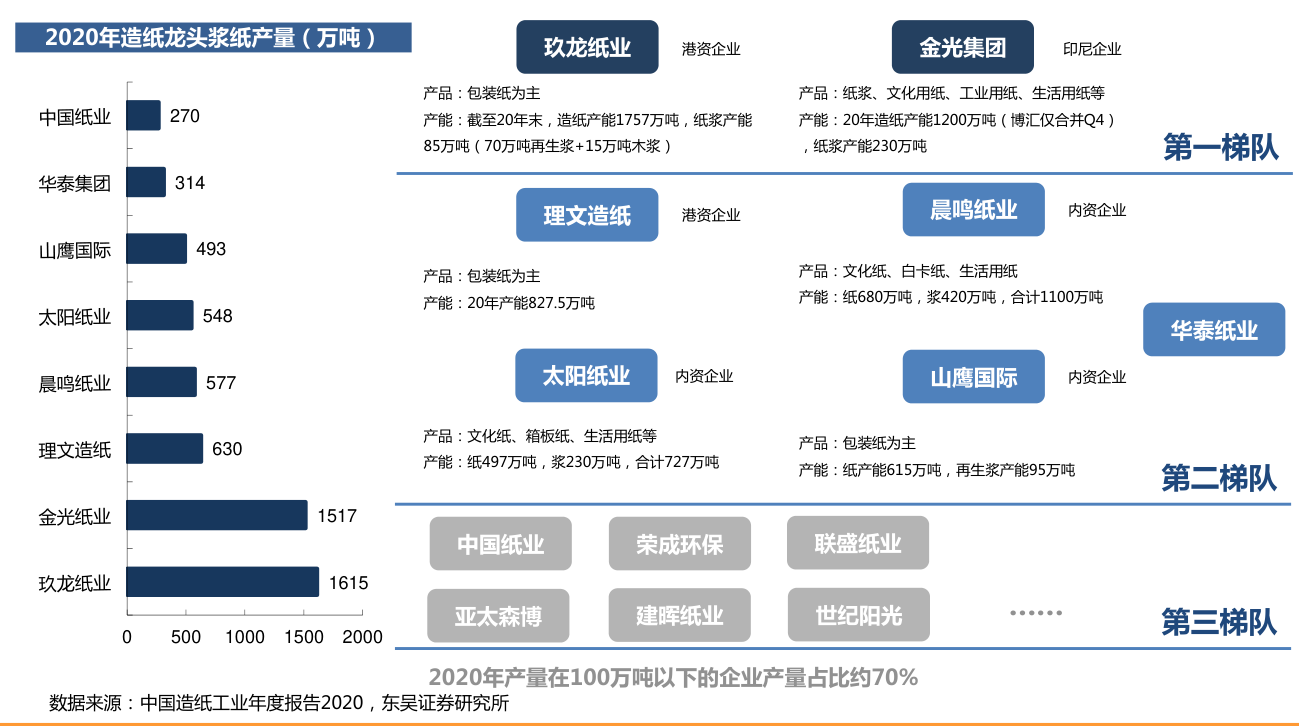 2020年造纸龙头浆纸产量（万吨）
中国纸业
270
华泰集团
314
山鹰国际
493
太阳纸业
548
晨鸣纸业
577
理文造纸
630
金光纸业
1517
玖龙纸业
1615
0 500 1000 1500 2000
玖龙纸业
港资企业
产品：包装纸为主
产能：截至20年末，造纸产能1757万吨，纸浆产能
85万吨（70万吨再生浆+15万吨木浆）
金光集团
印尼企业
产品：纸浆、文化用纸、工业用纸、生活用纸等
产能：20年造纸产能1200万吨（博汇仅合并Q4）
，纸浆产能230万吨
第一梯队
理文造纸
港资企业
产品：包装纸为主
产能：20年产能827.5万吨
晨鸣纸业
内资企业
产品：文化纸、白卡纸、生活用纸
产能：纸680万吨，浆420万吨，合计1100万吨
华泰纸业
太阳纸业
内资企业
产品：文化纸、箱板纸、生活用纸等
产能：纸497万吨，浆230万吨，合计727万吨
山鹰国际
内资企业
产品：包装纸为主
产能：纸产能615万吨，再生浆产能95万吨
第二梯队
中国纸业
荣成环保
联盛纸业
亚太森博
建晖纸业
世纪阳光
……
第三梯队
2020年产量在100万吨以下的企业产量占比约70%
数据来源：中国造纸工业年度报告2020，东吴证券研究所